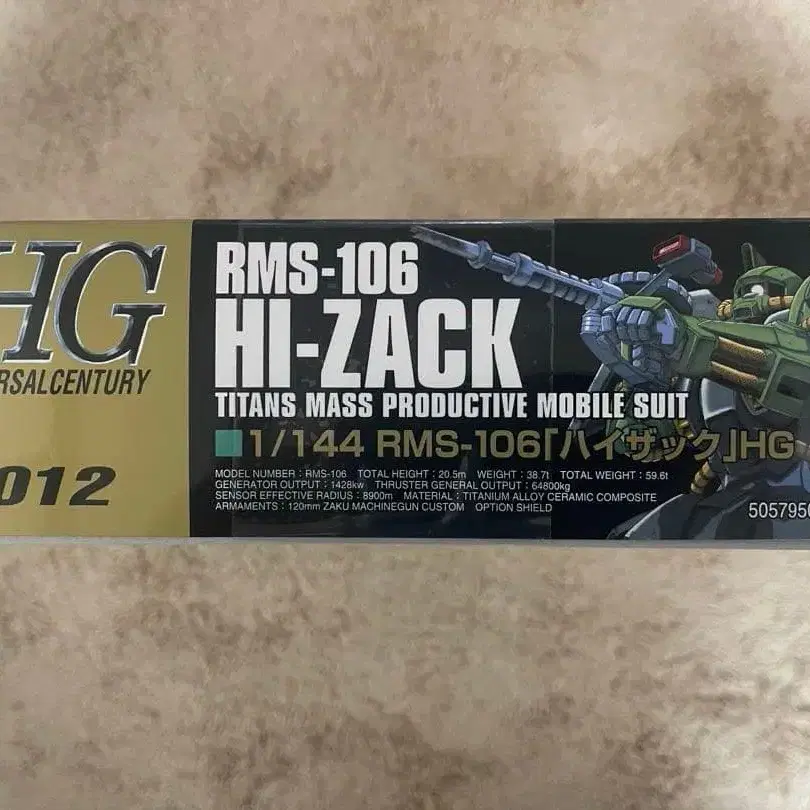 HG
RSALCENTURY
012
RMS-106
HI-ZACK
TITANS MASS PRODUCTIVE MOBILE SUIT
■1/144 RMS-106「ハイザック」HG
MODEL NUMBER : RMS-106 TOTAL HEIGHT : 20.5m WEIGHT : 38.7t TOTAL WEIGHT : 59.6t
GENERATOR OUTPUT : 1428kw THRUSTER GENERAL OUTPUT : 64800kg
SENSOR EFFECTIVE RADIUS : 8900m MATERIAL : TITANIUM ALLOY CERAMIC COMPOSITE
ARMAMENTS : 120mm ZAKU MACHINEGUN CUSTOM OPTION SHIELD
505795